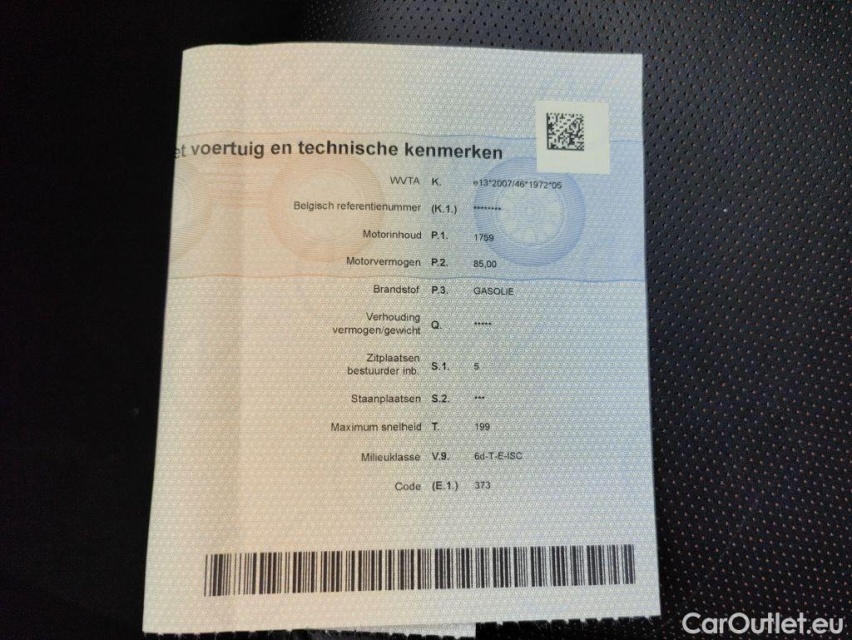 et voertuig en technische kenmerken
WVTA K. e13*2007/46*1972*05
Belgisch referentienummer (K.1.) ********
Motorinhoud P.1. 1759
Motorvermogen P.2. 85,00
Brandstof P.3. GASOLIE
Verhouding
vermogen/gewicht Q. *****
Zitplaatsen
bestuurder inb. S.1. 5
Staanplaatsen S.2. ***
Maximum snelheid T. 199
Milieuklasse V.9. 6d-T-E-ISC
Code (E.1.) 373
CarOutlet.eu